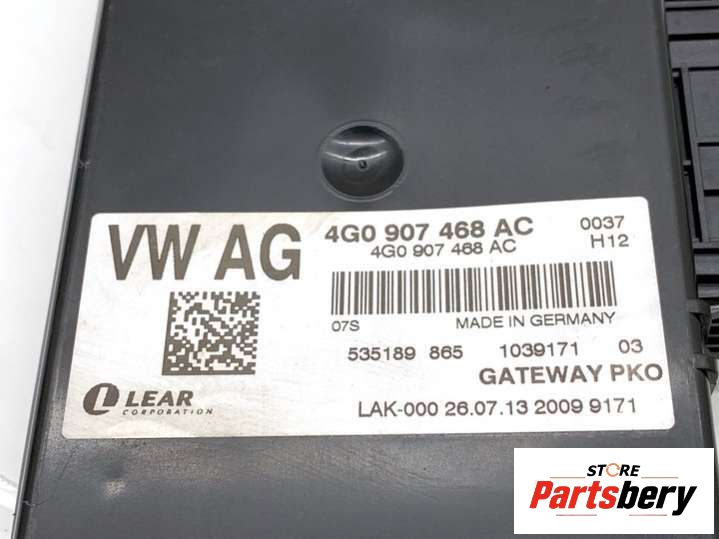 VW AG
4G0 907 468 AC 0037
4G0 907 468 AC H12
07S MADE IN GERMANY
535189 865 1039171 03
GATEWAY PKO
LEAR
CORPORATION
LAK-000 26.07.13 2009 9171
STORE
Partsbery